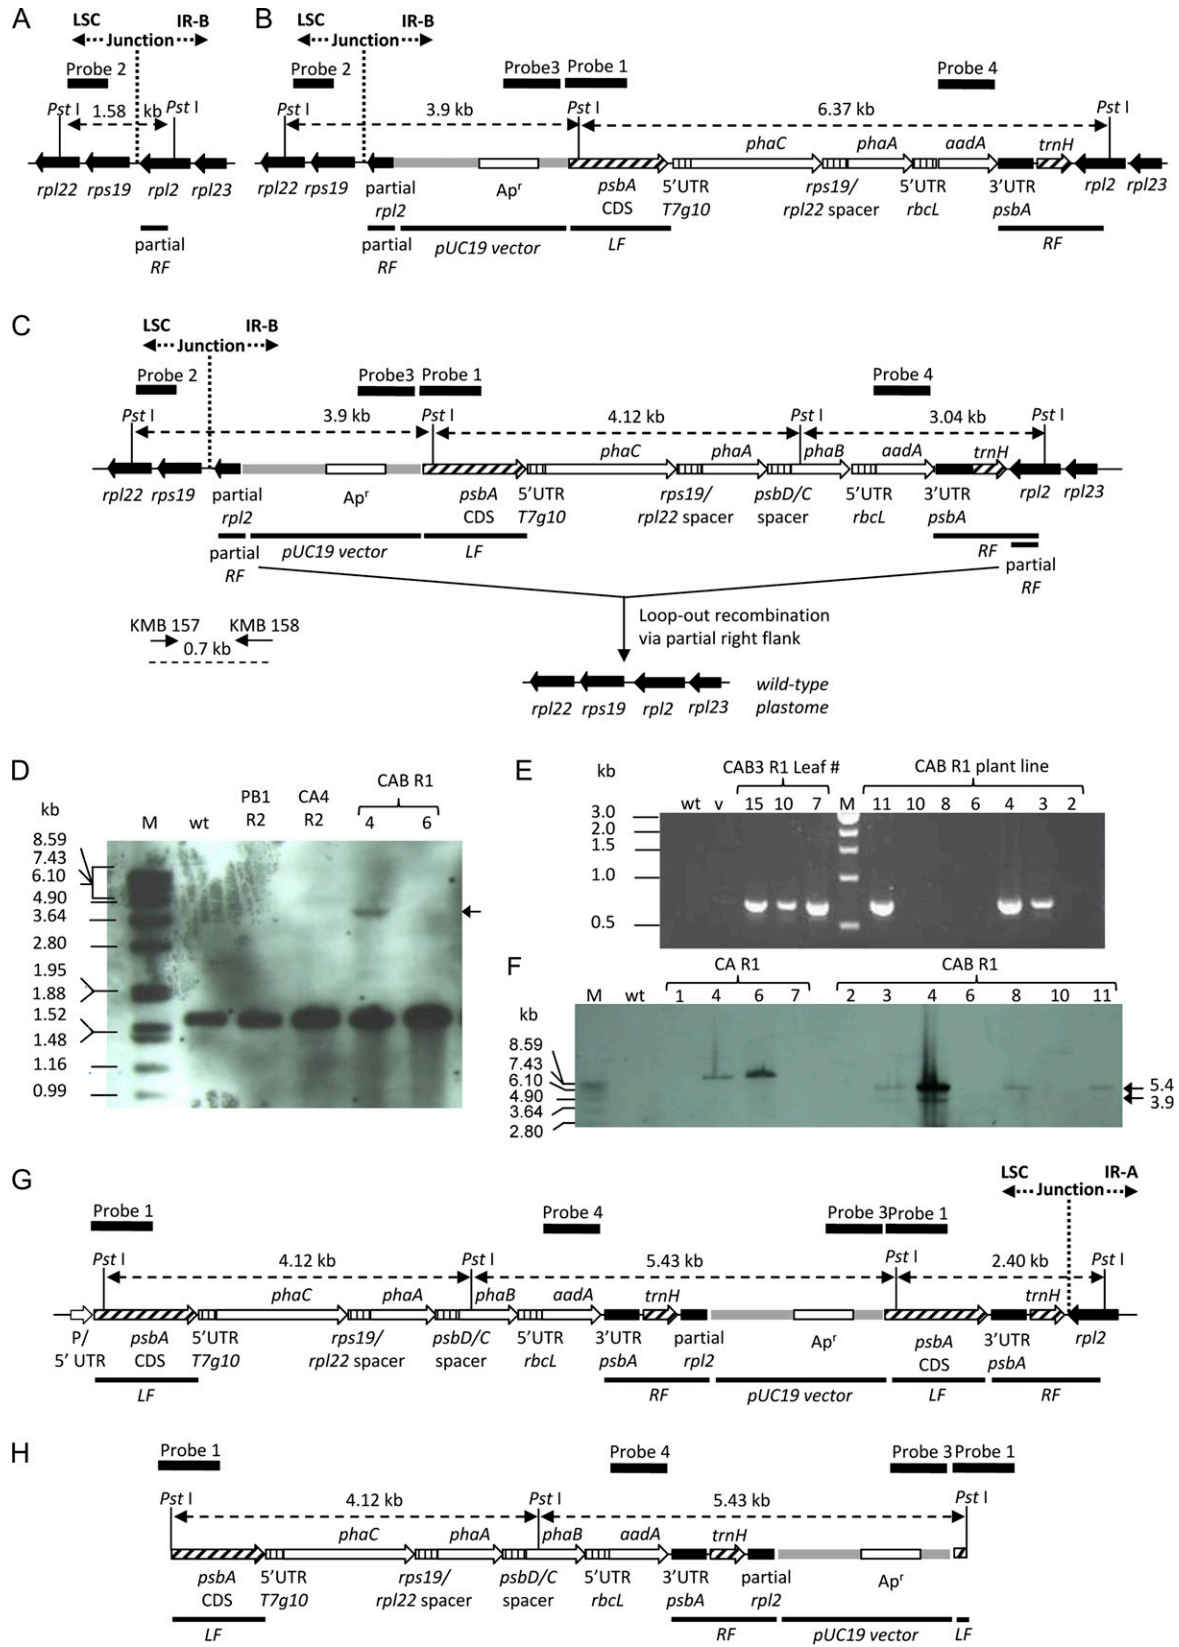 A
B
LSC IR-B
Junction
LSC IR-B
Junction
Probe 2
Probe 2
Probe3 Probe 1
Probe 4
Pst I 1.58 kb Pst I
Pst I 3.9 kb Pst I 6.37 kb Pst I
phaC phaA aadA trnH
rpl22 rps19 rpl2 rpl23
rpl22 rps19 partial rpl2 Apr psbA CDS 5’UTR T7g10 rps19/ rpl22 spacer 5’UTR rbcL 3’UTR psbA rpl2 rpl23
partial RF
partial RF pUC19 vector LF RF
C
LSC IR-B
Junction
Probe 2 Probe3 Probe 1 Probe 4
Pst I 3.9 kb Pst I 4.12 kb Pst I 3.04 kb Pst I
phaC phaA phaB aadA trnH
rpl22 rps19 partial rpl2 Apr psbA CDS 5’UTR T7g10 rps19/ rpl22 spacer psbD/C spacer 5’UTR rbcL 3’UTR psbA rpl2 rpl23
partial RF pUC19 vector LF RF partial RF
KMB 157 KMB 158
0.7 kb
Loop-out recombination
via partial right flank
rpl22 rps19 rpl2 rpl23
wild-type
plastome
D
kb
M wt PB1 R2 CA4 R2 CAB R1 4 6
8.59
7.43
6.10
4.90
3.64
2.80
1.95
1.88
1.52
1.48
1.16
0.99
E
kb
CAB3 R1 Leaf # CAB R1 plant line
wt v 15 10 7 M 11 10 8 6 4 3 2
3.0
2.0
1.5
1.0
0.5
F
CA R1 CAB R1
M wt 1 4 6 7 2 3 4 6 8 10 11
kb
8.59
7.43
6.10
4.90
3.64
2.80
5.4
3.9
G
LSC IR-A
Junction
Probe 1 Probe 4 Probe 3 Probe 1
Pst I 4.12 kb Pst I 5.43 kb Pst I 2.40 kb Pst I
phaC phaA phaB aadA trnH trnH
P/ 5’ UTR psbA CDS 5’UTR T7g10 rps19/ rpl22 spacer psbD/C spacer 5’UTR rbcL 3’UTR psbA partial rpl2 Apr psbA CDS 3’UTR psbA rpl2
LF RF pUC19 vector LF RF
H
Probe 1 Probe 4 Probe 3 Probe 1
Pst I 4.12 kb Pst I 5.43 kb Pst I
phaC phaA phaB aadA trnH
psbA CDS 5’UTR T7g10 rps19/ rpl22 spacer psbD/C spacer 5’UTR rbcL 3’UTR psbA partial rpl2 Apr
LF RF pUC19 vector LF